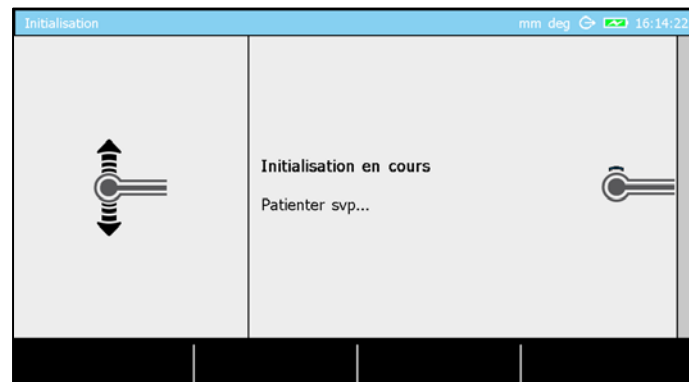 Initialisation mm deg 16:14:22
Initialisation en cours
Patienter svp...